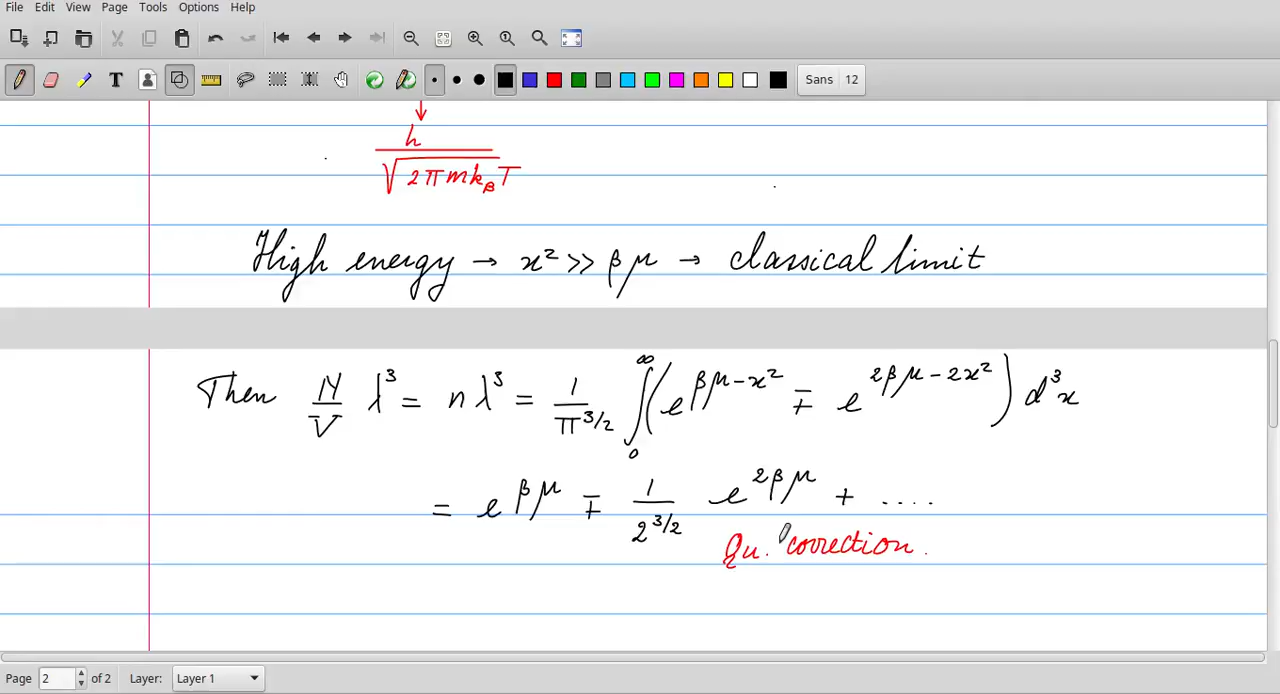 File Edit View Page Tools Options Help
Sans 12
h
√2πmk_BT
High energy → x² >> βμ → classical limit
Then N/V λ³ = nλ³ = 1/π^{3/2} ∫₀^∞ (e^{βμ-x²} ∓ e^{2βμ-2x²}) d³x
= e^{βμ} ∓ 1/2^{3/2} e^{2βμ} + ....
Qu. correction.
Page 2 of 2 Layer: Layer 1